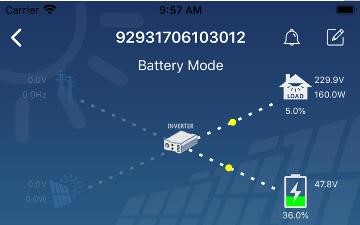 Carrier 9:57 AM
92931706103012
Battery Mode
0.0V
0.0Hz
229.9V
160.0W
LOAD
5.0%
INVERTER
0.0V
0.0W
47.8V
36.0%